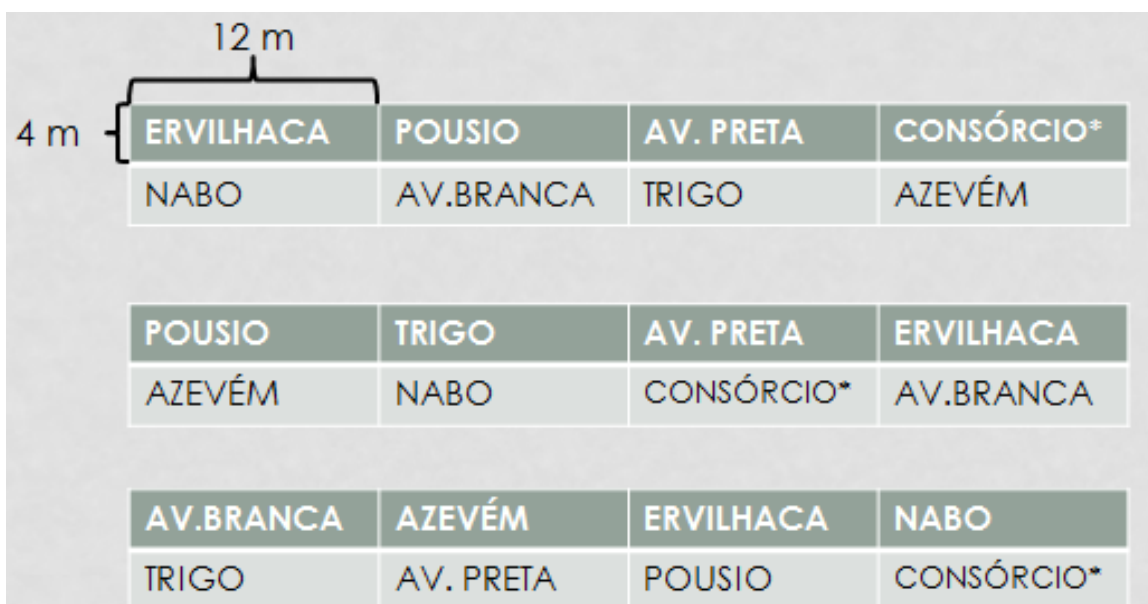 12 m
4 m ERVILHACA POUSIO AV. PRETA CONSÓRCIO*
NABO AV.BRANCA TRIGO AZEVÉM
POUSIO TRIGO AV. PRETA ERVILHACA
AZEVÉM NABO CONSÓRCIO* AV.BRANCA
AV.BRANCA AZEVÉM ERVILHACA NABO
TRIGO AV. PRETA POUSIO CONSÓRCIO*